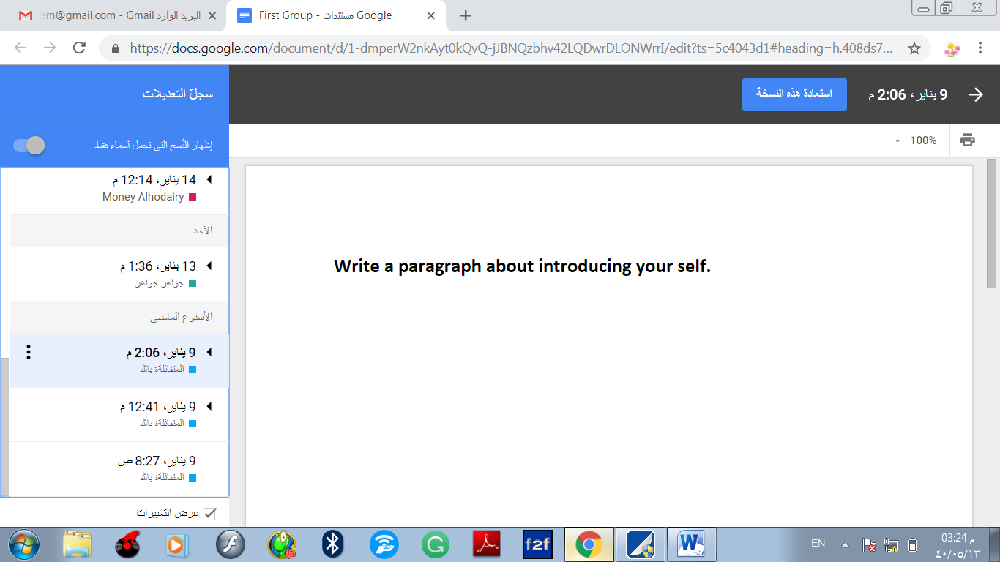 em@gmail.com - Gmail البريد الوارد
First Group - مستندات Google
https://docs.google.com/document/d/1-dmperW2nkAyt0kQvQ-jJBNQzbhv42LQDwrDLONWrrI/edit?ts=5c4043d1#heading=h.408ds7...
سجلّ التعديلات
استعادة هذه النسخة
9 يناير، 2:06 م
إظهار النُسخ التي تحمل أسماء فقط
100%
14 يناير، 12:14 م
Money Alhodairy
الأحد
13 يناير، 1:36 م
جواهر جواهر
الأسبوع الماضي
9 يناير، 2:06 م
المتفائلةة بالله
9 يناير، 12:41 م
المتفائلةة بالله
9 يناير، 8:27 ص
المتفائلةة بالله
عرض التغييرات
Write a paragraph about introducing your self.
f2f
EN
03:24 م
٤٠/٠٥/١٣